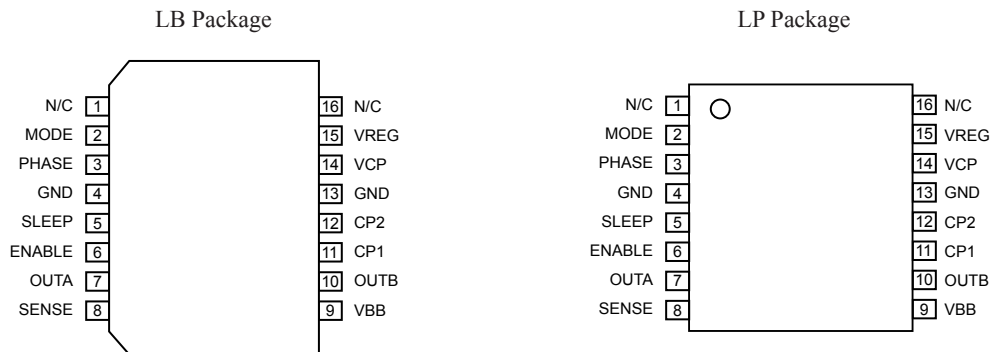 LB Package
N/C 1
MODE 2
PHASE 3
GND 4
SLEEP 5
ENABLE 6
OUTA 7
SENSE 8
16 N/C
15 VREG
14 VCP
13 GND
12 CP2
11 CP1
10 OUTB
9 VBB
LP Package
N/C 1
MODE 2
PHASE 3
GND 4
SLEEP 5
ENABLE 6
OUTA 7
SENSE 8
16 N/C
15 VREG
14 VCP
13 GND
12 CP2
11 CP1
10 OUTB
9 VBB